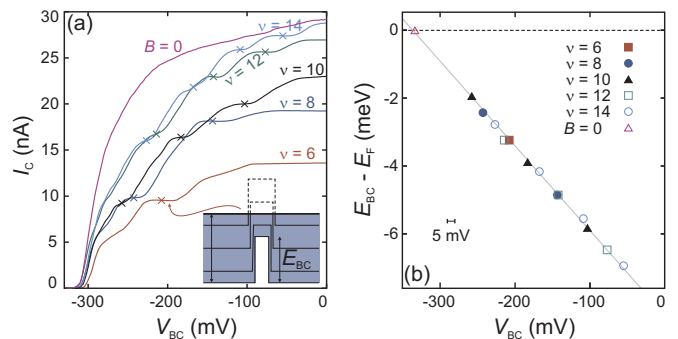 (a)
ν = 14
B = 0
ν = 12
ν = 10
ν = 8
ν = 6
E_BC
30
25
20
15
10
5
0
I_C (nA)
-300
-200
-100
0
V_BC (mV)
(b)
ν = 6
ν = 8
ν = 10
ν = 12
ν = 14
B = 0
5 mV
0
-2
-4
-6
E_BC - E_F (meV)
-300
-200
-100
0
V_BC (mV)